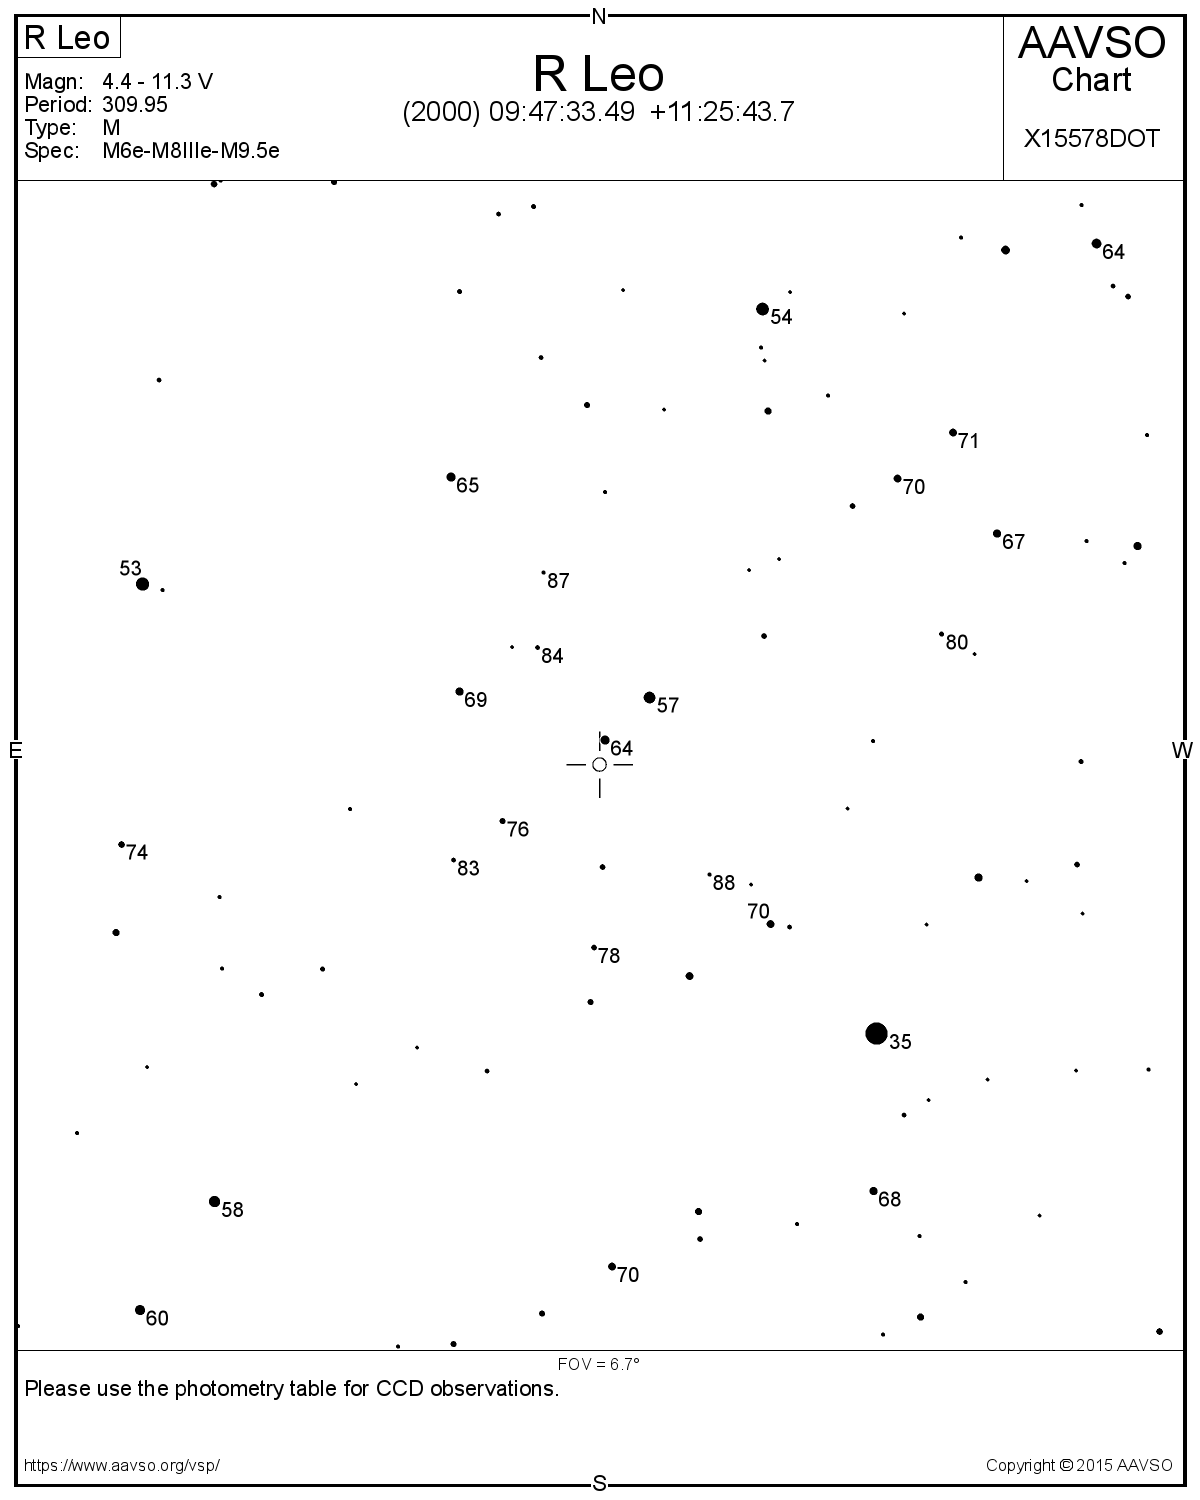 N
R Leo
Magn: 4.4 - 11.3 V
Period: 309.95
Type: M
Spec: M6e-M8IIIe-M9.5e
R Leo
(2000) 09:47:33.49 +11:25:43.7
AAVSO
Chart
X15578DOT
64
54
71
65
70
67
53
87
80
84
69
57
64
E
W
76
74
83
88
70
78
35
68
58
70
60
FOV = 6.7°
Please use the photometry table for CCD observations.
https://www.aavso.org/vsp/
Copyright © 2015 AAVSO
S